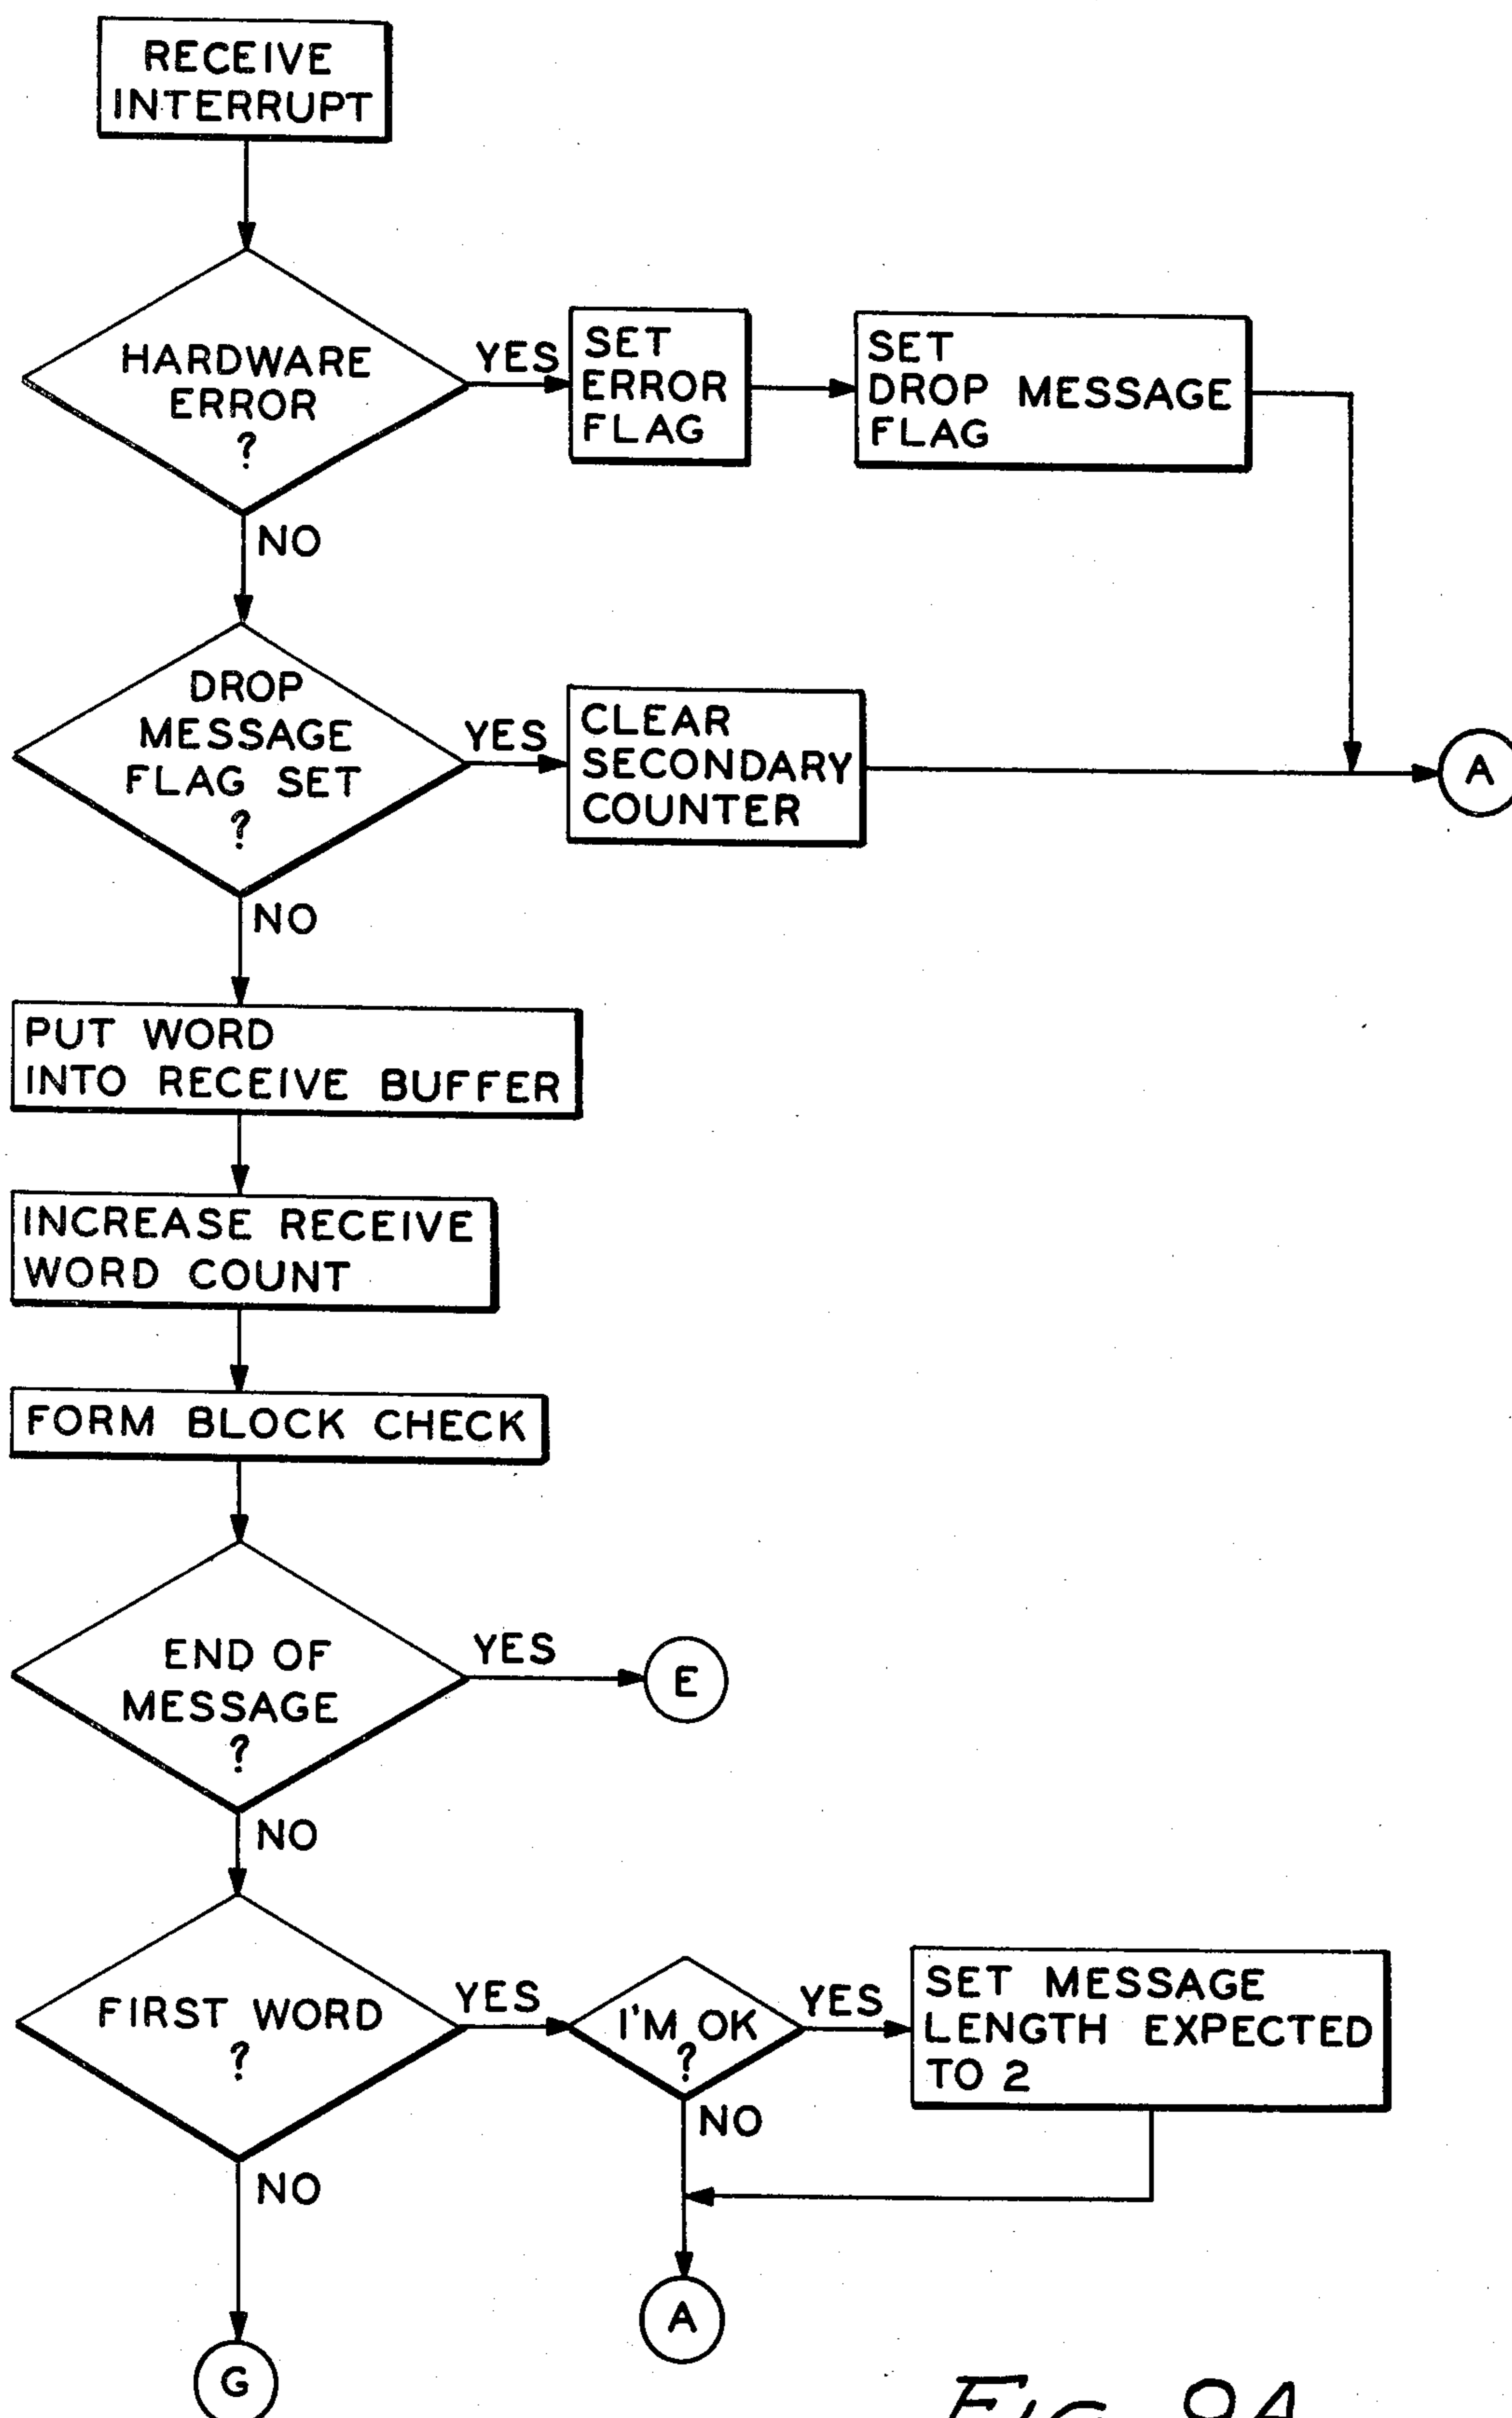 RECEIVE
INTERRUPT
HARDWARE
ERROR
?
YES
SET
ERROR
FLAG
SET
DROP MESSAGE
FLAG
NO
DROP
MESSAGE
FLAG SET
?
YES
CLEAR
SECONDARY
COUNTER
A
NO
PUT WORD
INTO RECEIVE BUFFER
INCREASE RECEIVE
WORD COUNT
FORM BLOCK CHECK
END OF
MESSAGE
?
YES
E
NO
FIRST WORD
?
YES
I'M OK
?
YES
SET MESSAGE
LENGTH EXPECTED
TO 2
NO
NO
A
G
FIG. 9A